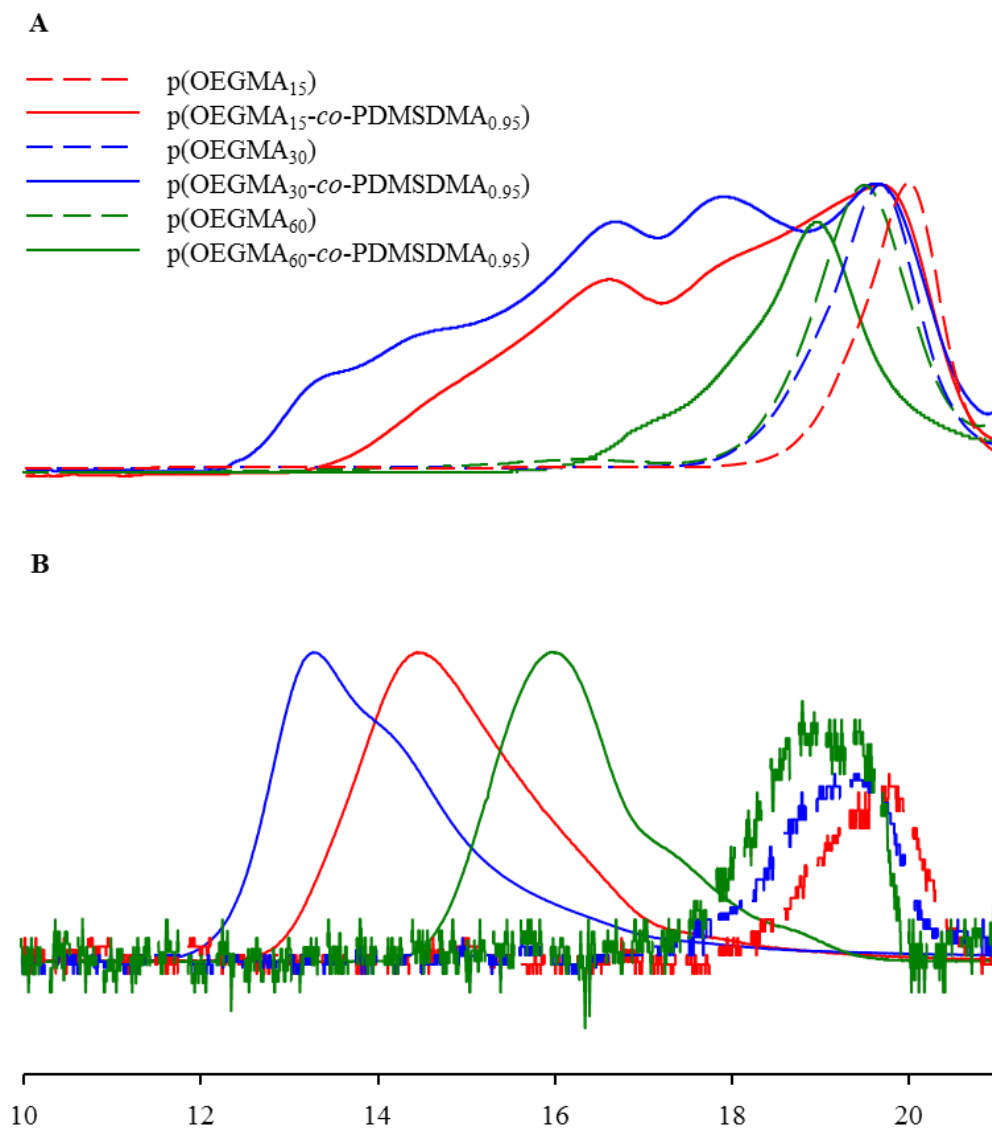 A
p(OEGMA₁₅)
p(OEGMA₁₅-co-PDMSDMA₀.₉₅)
p(OEGMA₃₀)
p(OEGMA₃₀-co-PDMSDMA₀.₉₅)
p(OEGMA₆₀)
p(OEGMA₆₀-co-PDMSDMA₀.₉₅)
B
10 12 14 16 18 20